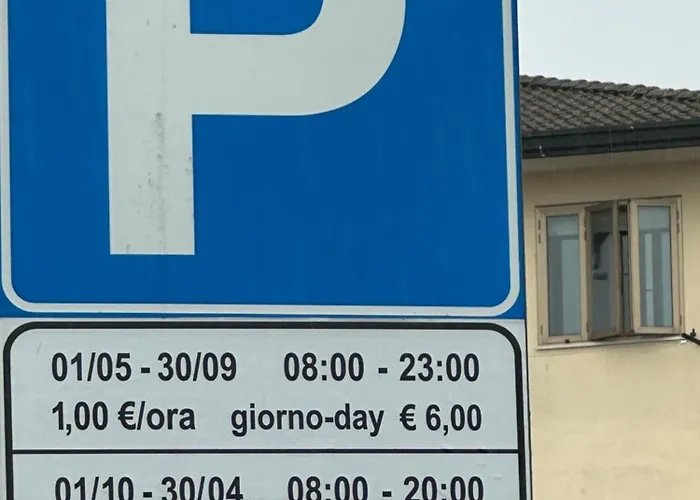 P
01/05 - 30/09 08:00 - 23:00
1,00 €/ora giorno-day € 6,00
01/10 - 30/04 08:00 - 20:00